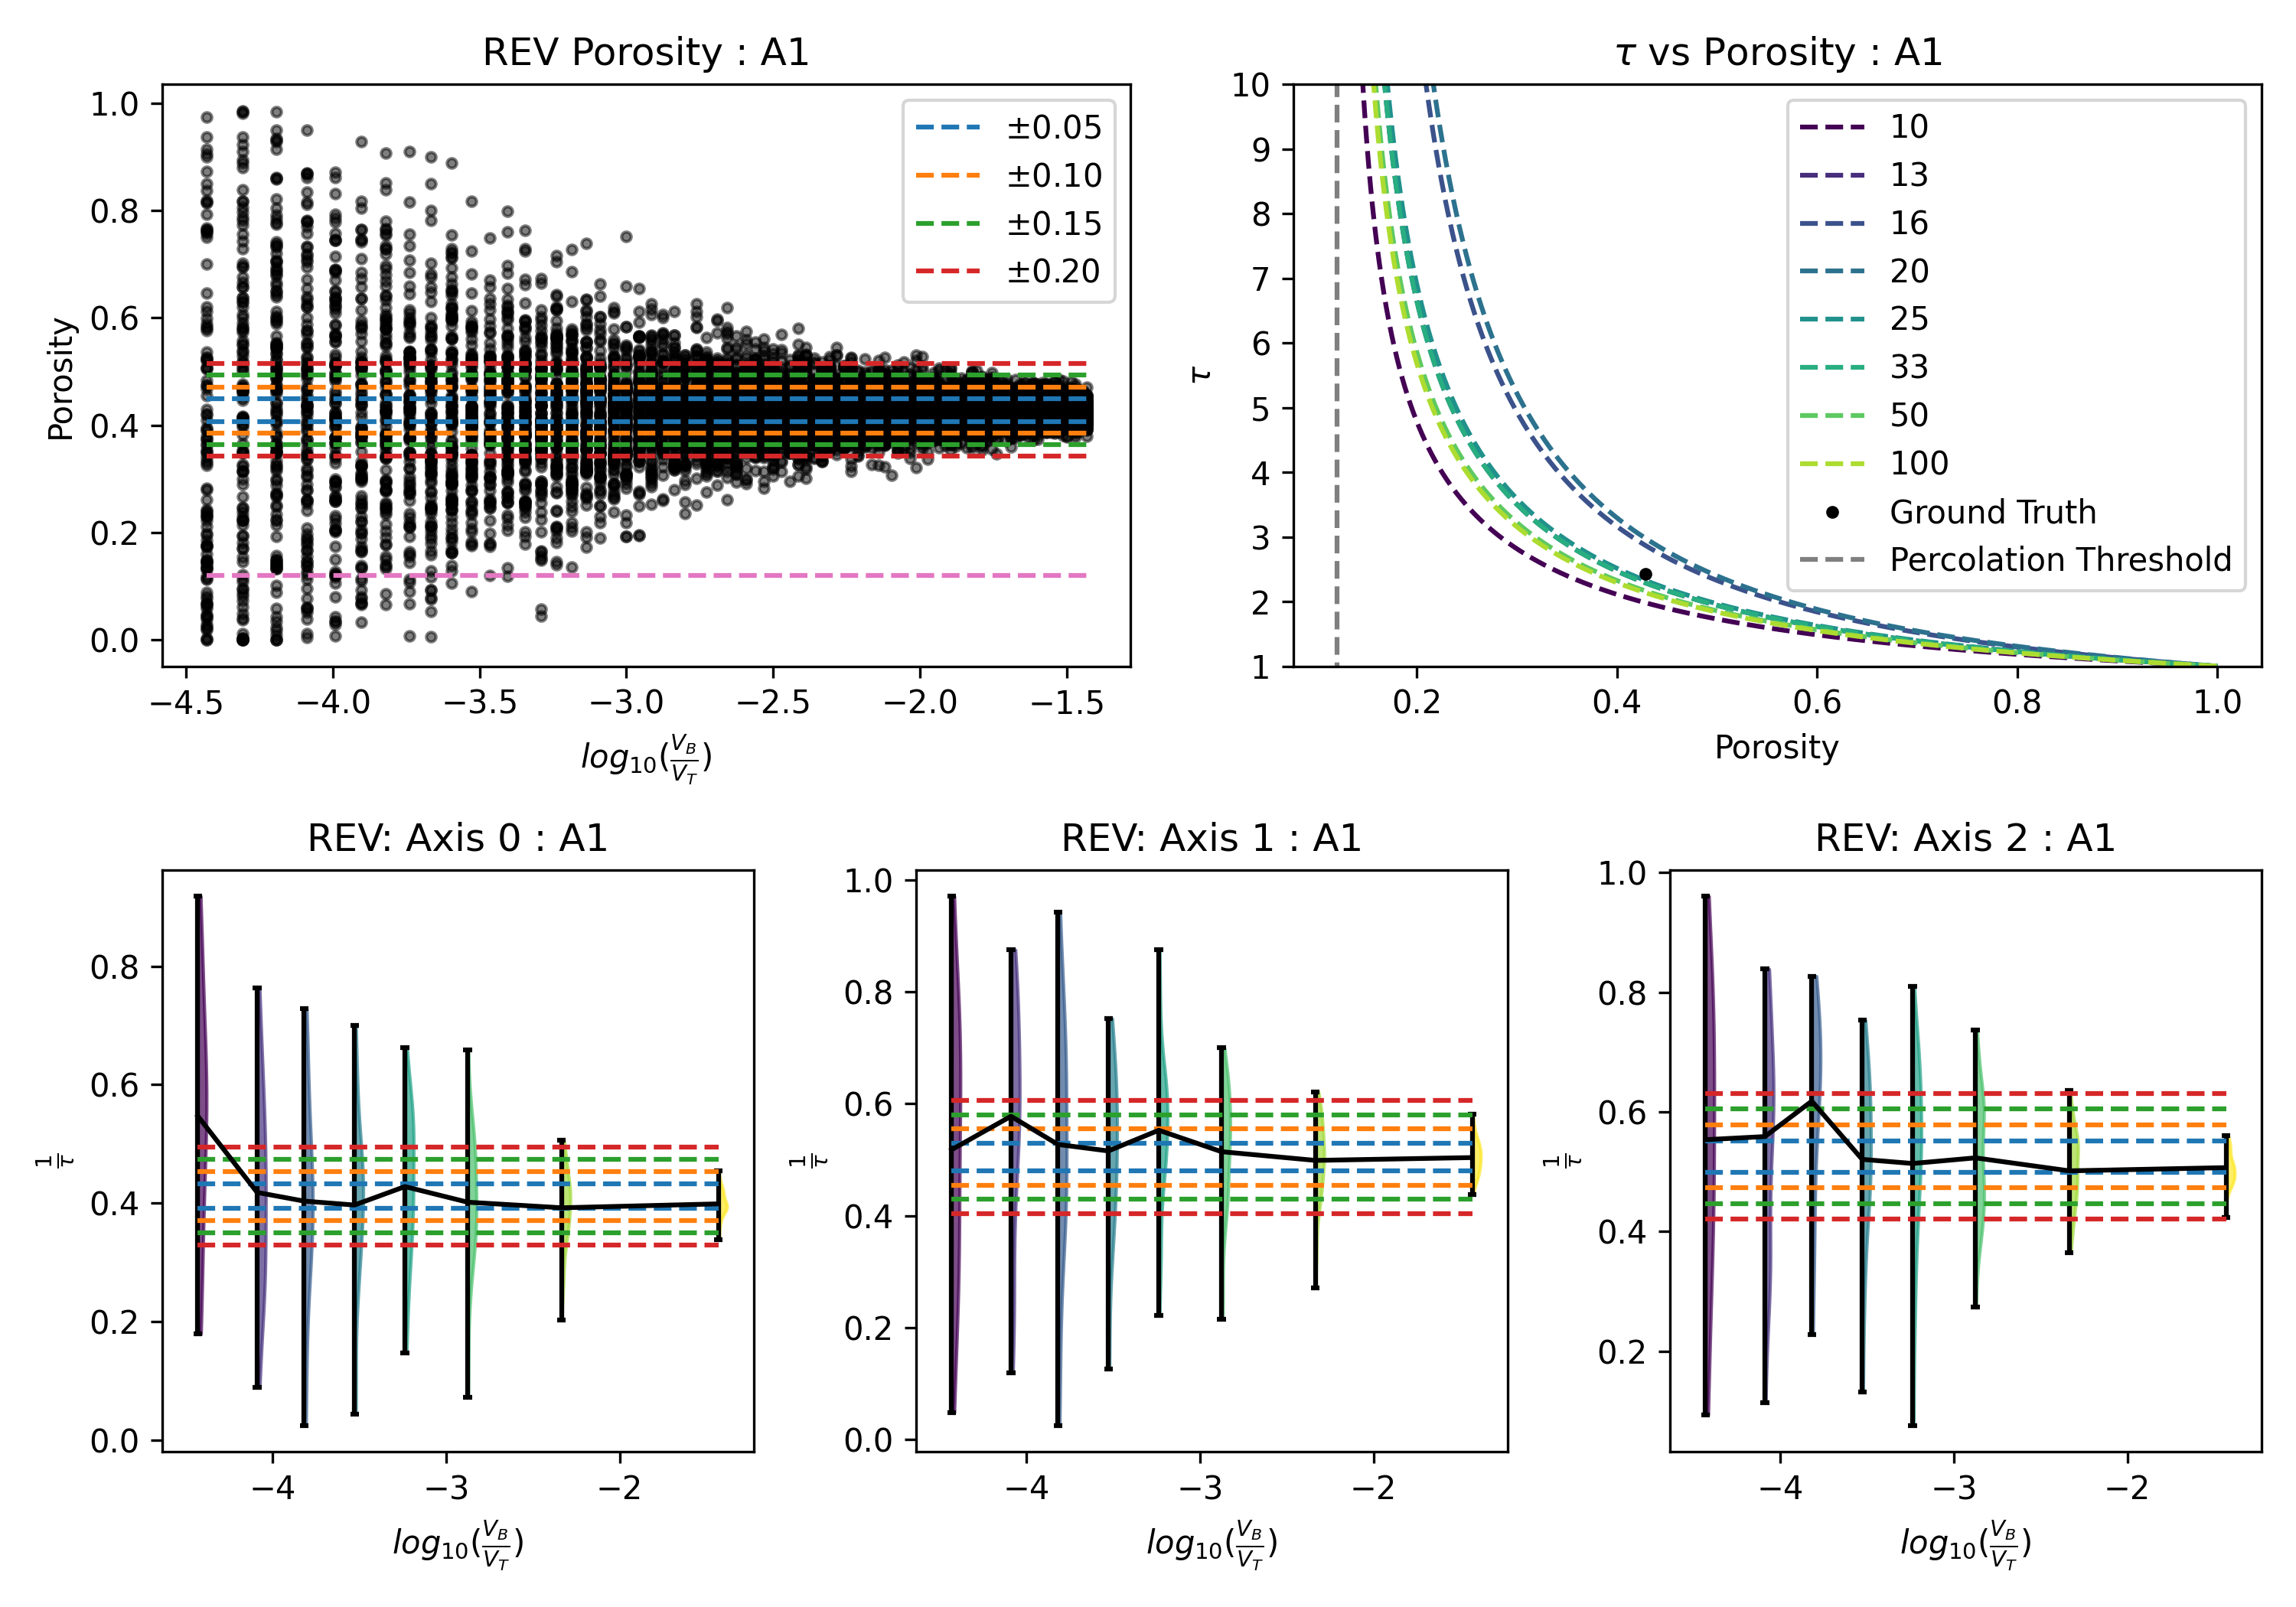 REV Porosity : A1
1.0
0.8
0.6
0.4
0.2
0.0
Porosity
−4.5 −4.0 −3.5 −3.0 −2.5 −2.0 −1.5
log10(VB/VT)
±0.05
±0.10
±0.15
±0.20
τ vs Porosity : A1
10
9
8
7
6
5
4
3
2
1
τ
0.2 0.4 0.6 0.8 1.0
Porosity
10
13
16
20
25
33
50
100
Ground Truth
Percolation Threshold
REV: Axis 0 : A1
0.8
0.6
0.4
0.2
0.0
1/τ
−4 −3 −2
log10(VB/VT)
REV: Axis 1 : A1
1.0
0.8
0.6
0.4
0.2
0.0
1/τ
−4 −3 −2
log10(VB/VT)
REV: Axis 2 : A1
1.0
0.8
0.6
0.4
0.2
1/τ
−4 −3 −2
log10(VB/VT)